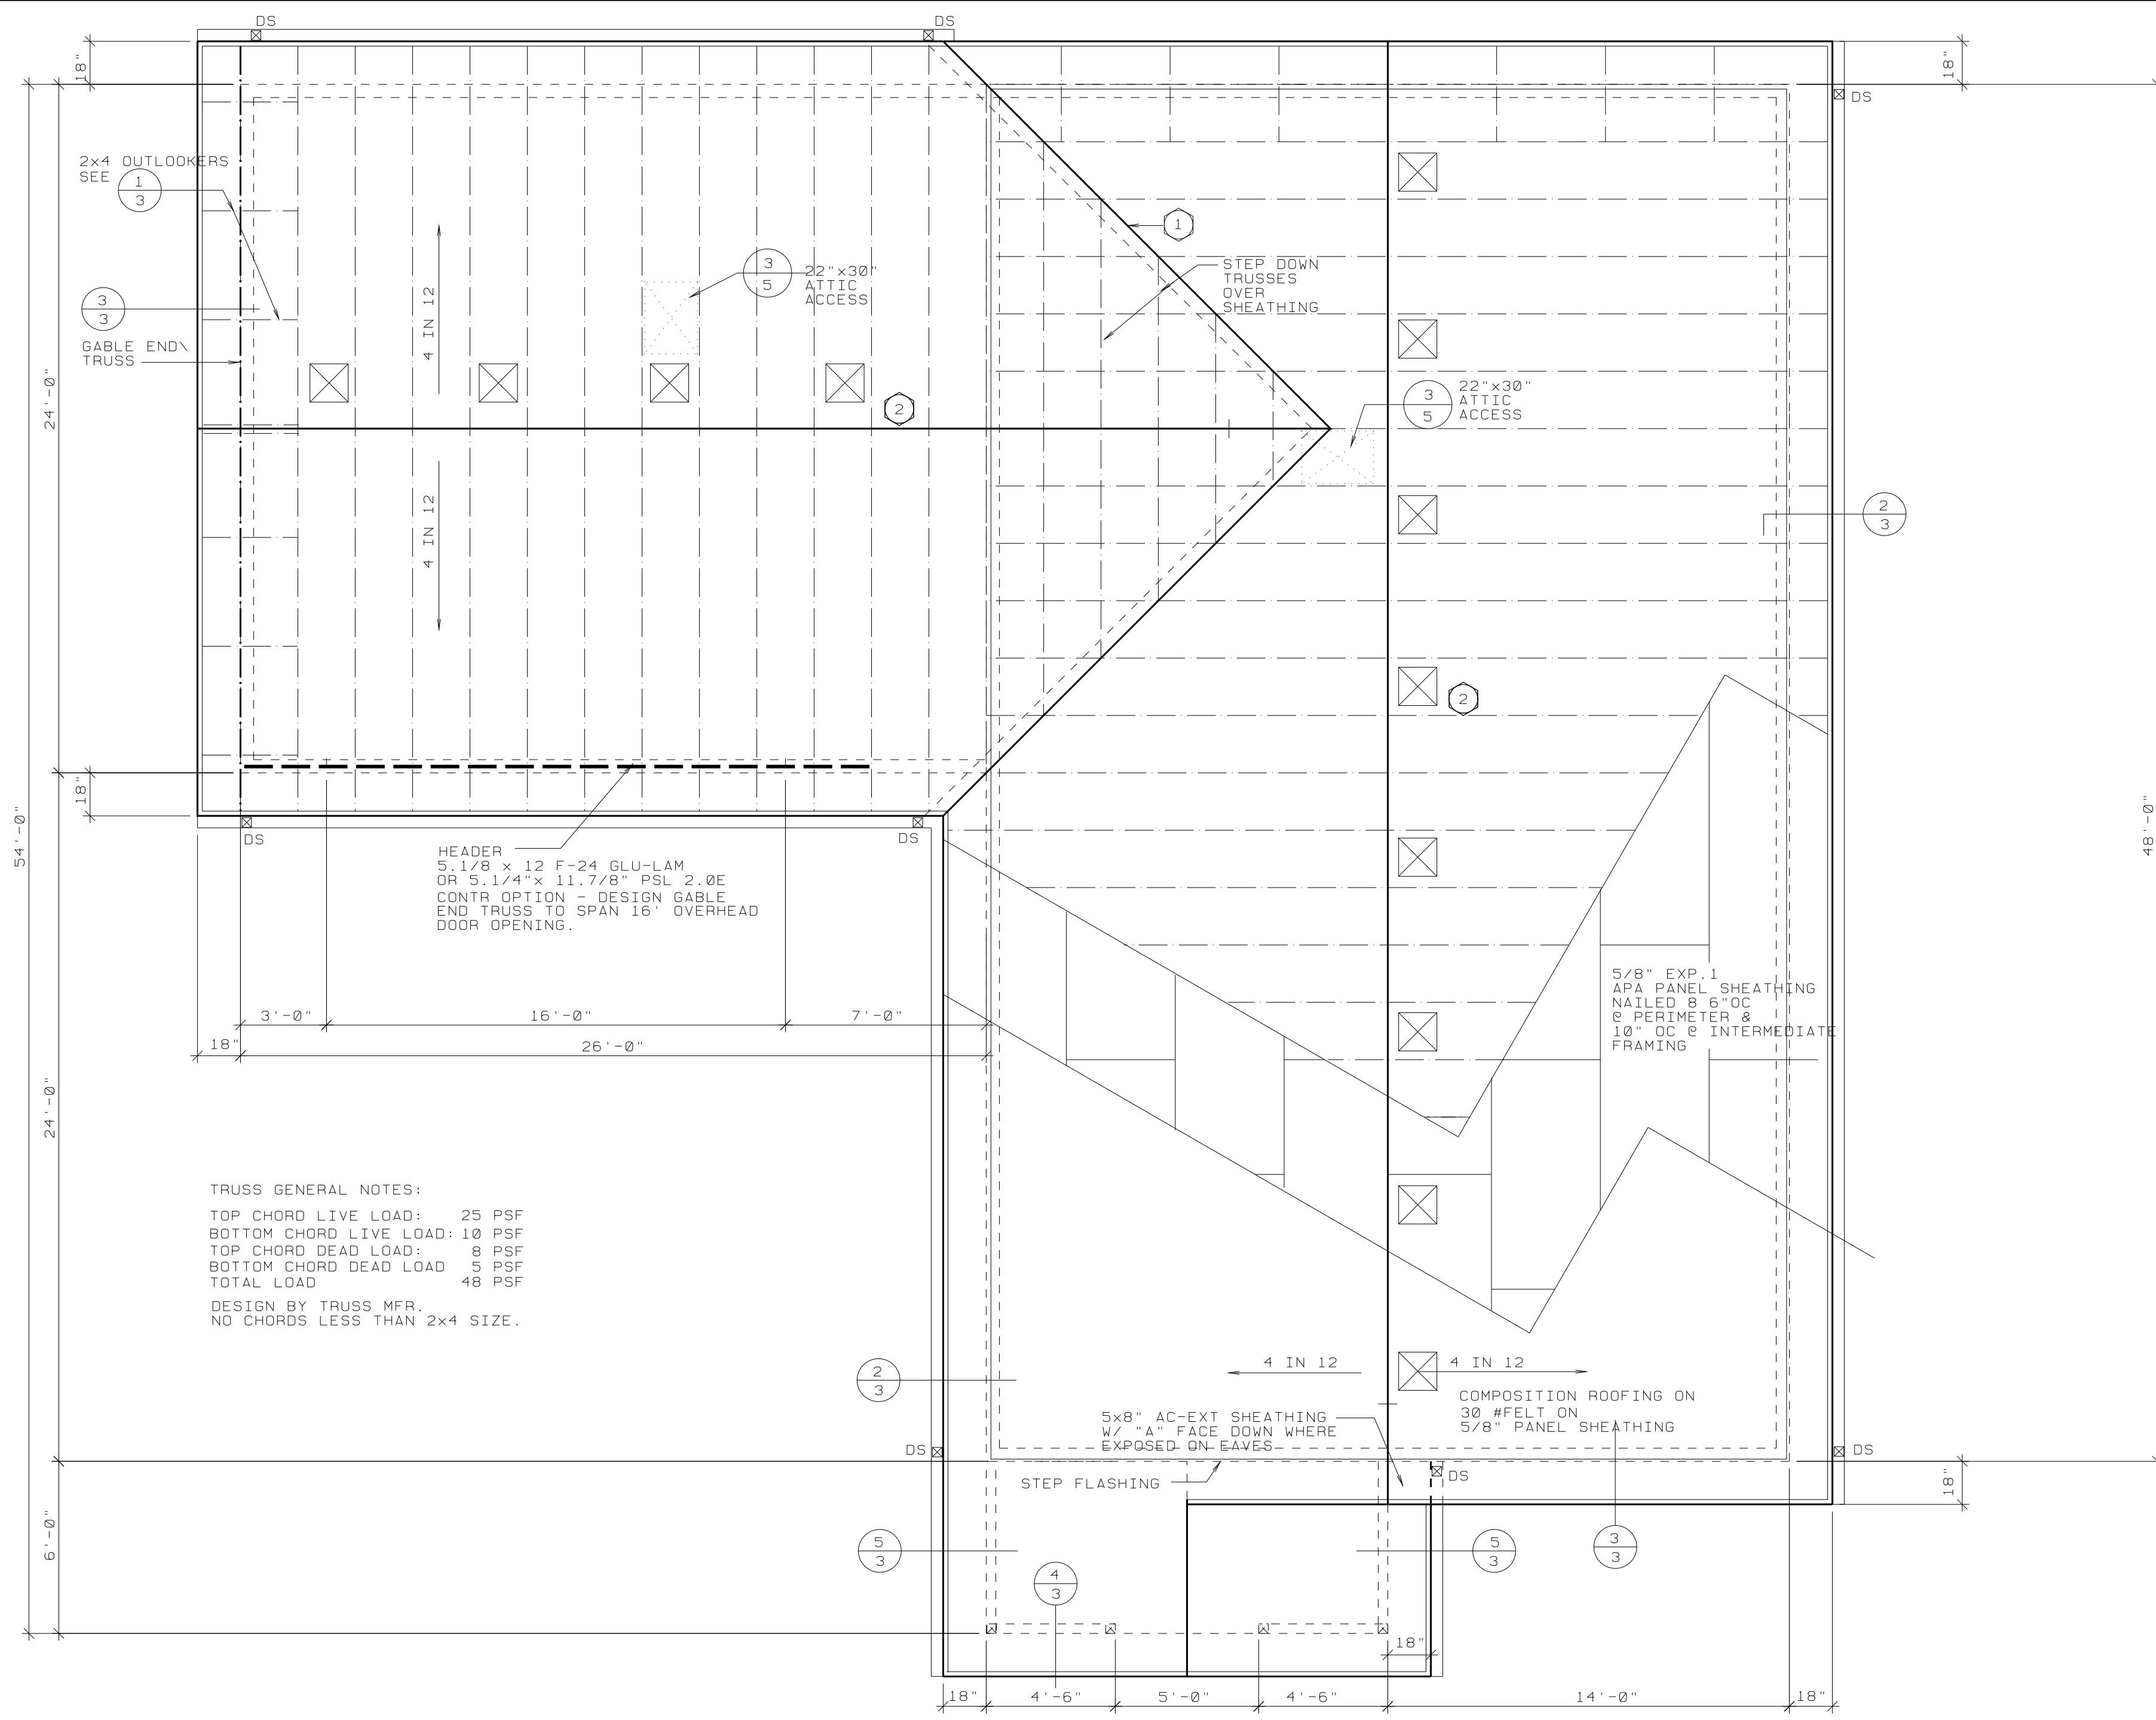 DS
DS
18"
18"
DS
2x4 OUTLOOKERS
SEE
1
3
1
STEP DOWN
TRUSSES
OVER
SHEATHING
3
5
22"x30"
ATTIC
ACCESS
4 IN 12
3
3
GABLE END\
TRUSS
24'-0"
2
3
5
22"x30"
ATTIC
ACCESS
4 IN 12
2
3
2
18"
54'-0"
48'-0"
DS
DS
HEADER
5.1/8 x 12 F-24 GLU-LAM
OR 5.1/4"x 11.7/8" PSL 2.0E
CONTR OPTION - DESIGN GABLE
END TRUSS TO SPAN 16' OVERHEAD
DOOR OPENING.
5/8" EXP.1
APA PANEL SHEATHING
NAILED 8 6"OC
@ PERIMETER &
10" OC @ INTERMEDIATE
FRAMING
3'-0"
16'-0"
7'-0"
18"
26'-0"
24'-0"
TRUSS GENERAL NOTES:
TOP CHORD LIVE LOAD: 25 PSF
BOTTOM CHORD LIVE LOAD: 10 PSF
TOP CHORD DEAD LOAD: 8 PSF
BOTTOM CHORD DEAD LOAD 5 PSF
TOTAL LOAD 48 PSF
DESIGN BY TRUSS MFR.
NO CHORDS LESS THAN 2x4 SIZE.
2
3
4 IN 12
4 IN 12
COMPOSITION ROOFING ON
30 #FELT ON
5/8" PANEL SHEATHING
5x8" AC-EXT SHEATHING
W/ "A" FACE DOWN WHERE
EXPOSED ON EAVES
DS
DS
STEP FLASHING
DS
18"
6'-0"
5
3
5
3
3
3
4
3
18"
18"
4'-6"
5'-0"
4'-6"
14'-0"
18"